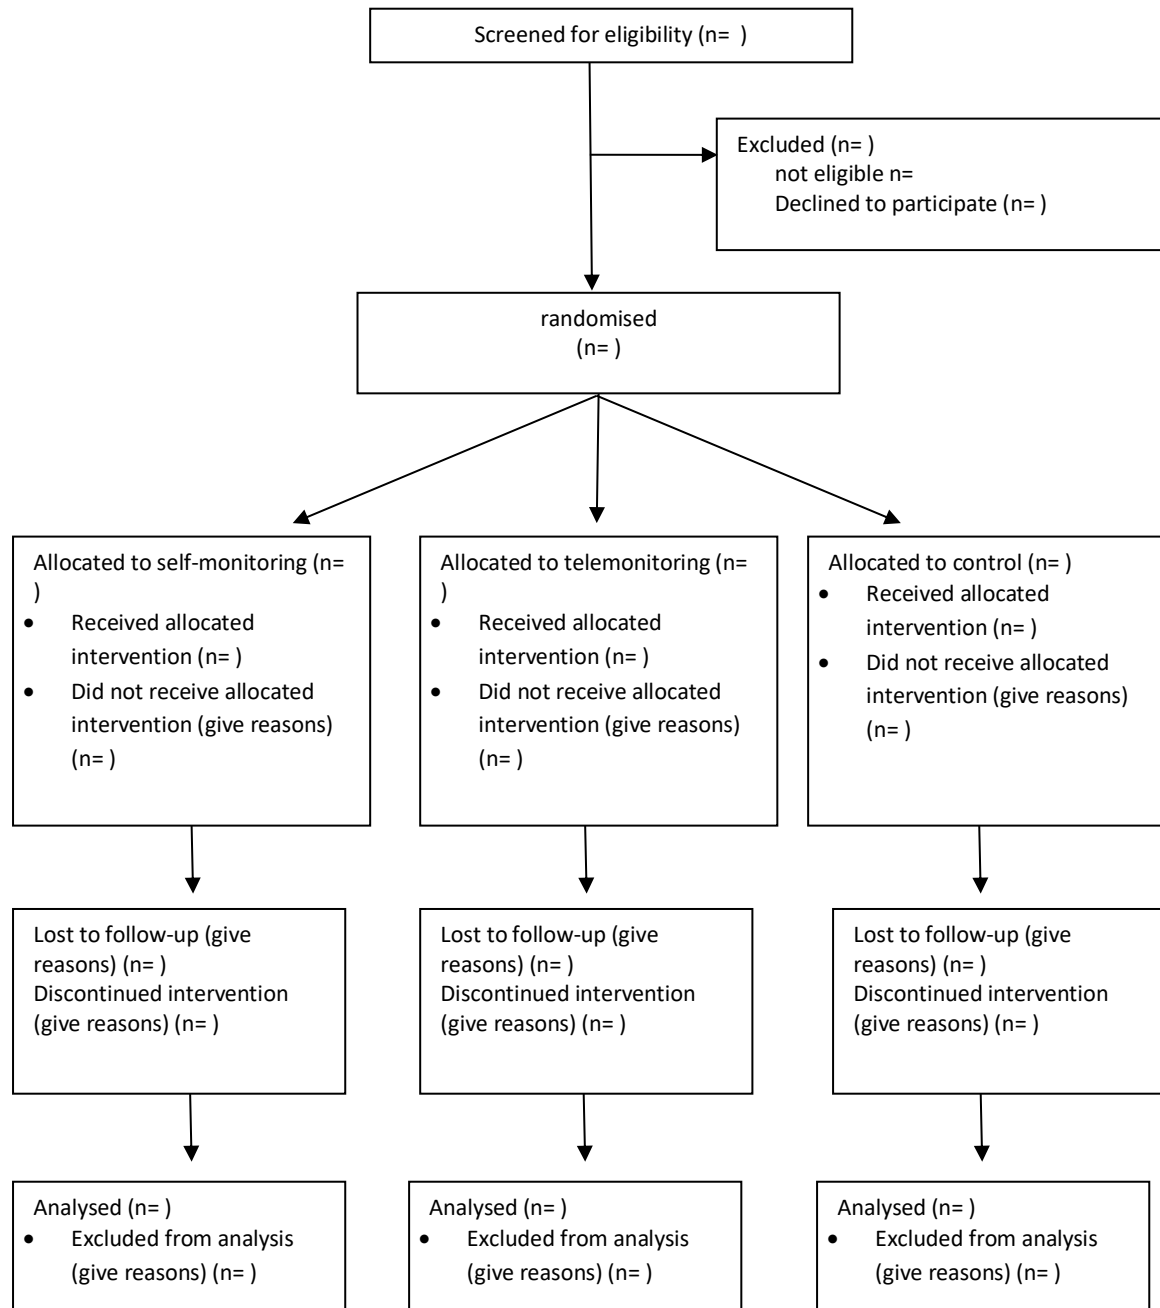 Screened for eligibility (n=  )
Excluded (n= )
not eligible n=
Declined to participate (n= )
randomised
(n= )
Allocated to self-monitoring (n=
)
• Received allocated
intervention (n= )
• Did not receive allocated
intervention (give reasons)
(n= )
Allocated to telemonitoring (n=
)
• Received allocated
intervention (n= )
• Did not receive allocated
intervention (give reasons)
(n= )
Allocated to control (n= )
• Received allocated
intervention (n= )
• Did not receive allocated
intervention (give reasons)
(n= )
Lost to follow-up (give
reasons) (n= )
Discontinued intervention
(give reasons) (n= )
Lost to follow-up (give
reasons) (n= )
Discontinued intervention
(give reasons) (n= )
Lost to follow-up (give
reasons) (n= )
Discontinued intervention
(give reasons) (n= )
Analysed (n= )
• Excluded from analysis
(give reasons) (n= )
Analysed (n= )
• Excluded from analysis
(give reasons) (n= )
Analysed (n= )
• Excluded from analysis
(give reasons) (n= )